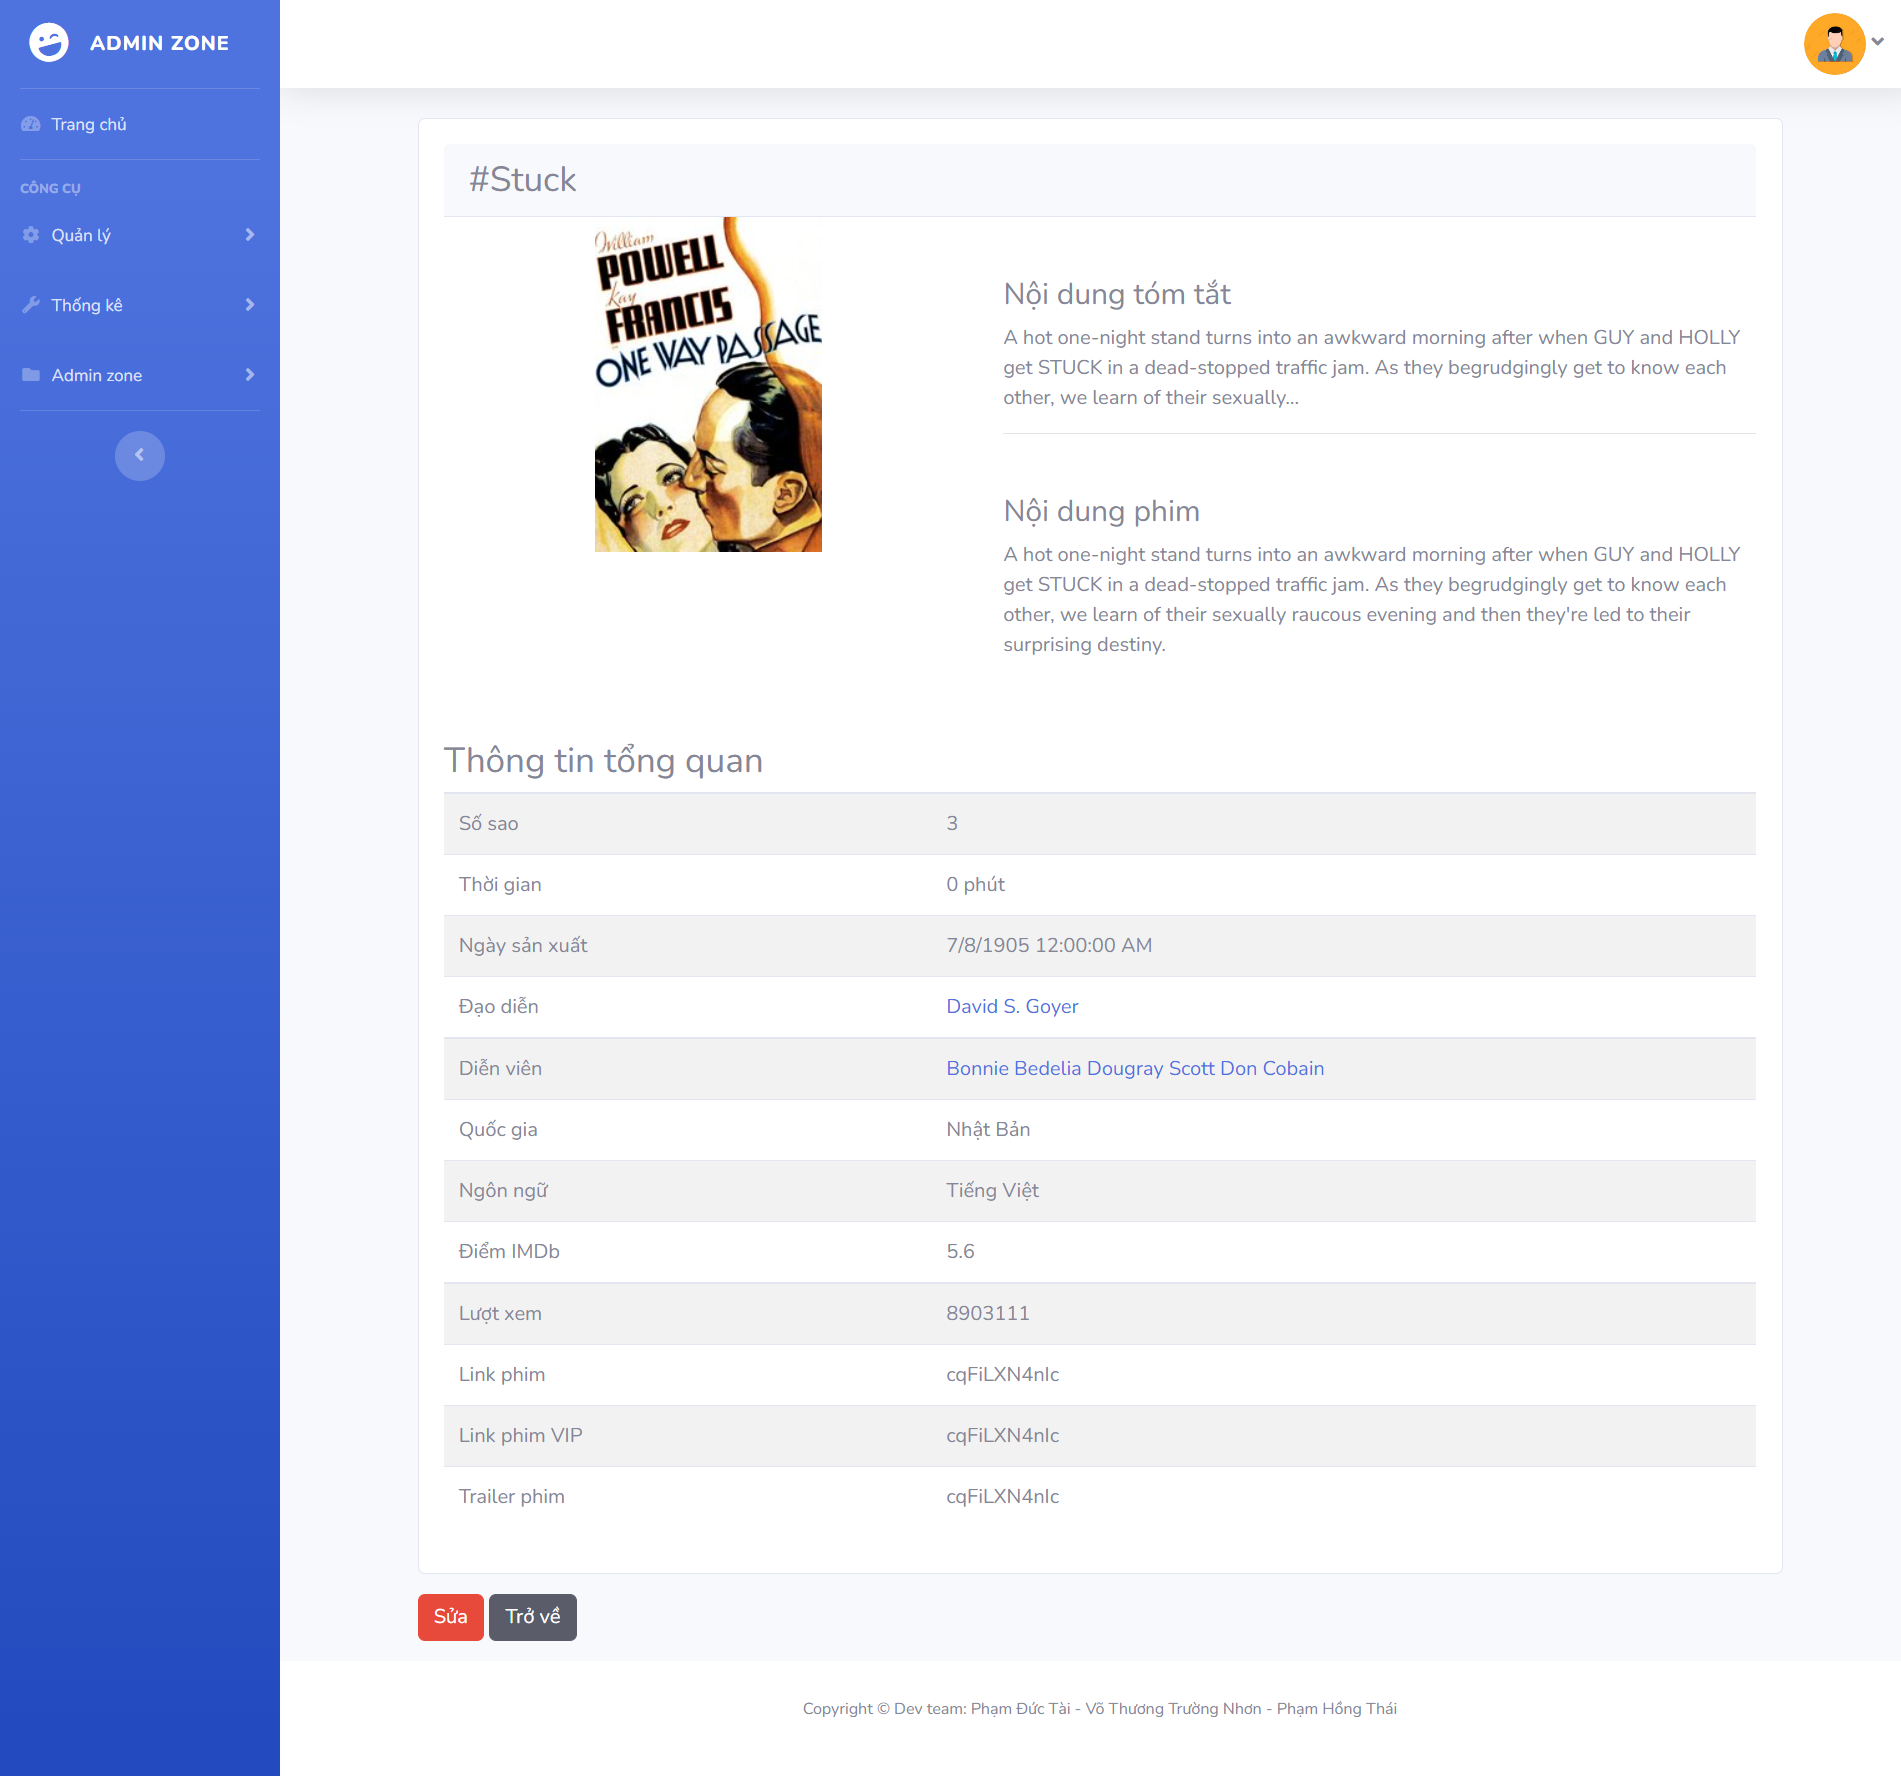 ADMIN ZONE
Trang chủ
CÔNG CỤ
Quản lý
Thống kê
Admin zone
#Stuck
William
POWELL
Kay
FRANCIS
ONE WAY PASSAGE
Nội dung tóm tắt
A hot one-night stand turns into an awkward morning after when GUY and HOLLY
get STUCK in a dead-stopped traffic jam. As they begrudgingly get to know each
other, we learn of their sexually...
Nội dung phim
A hot one-night stand turns into an awkward morning after when GUY and HOLLY
get STUCK in a dead-stopped traffic jam. As they begrudgingly get to know each
other, we learn of their sexually raucous evening and then they're led to their
surprising destiny.
Thông tin tổng quan
Số sao 3
Thời gian 0 phút
Ngày sản xuất 7/8/1905 12:00:00 AM
Đạo diễn David S. Goyer
Diễn viên Bonnie Bedelia Dougray Scott Don Cobain
Quốc gia Nhật Bản
Ngôn ngữ Tiếng Việt
Điểm IMDb 5.6
Lượt xem 8903111
Link phim cqFiLXN4nIc
Link phim VIP cqFiLXN4nIc
Trailer phim cqFiLXN4nIc
Sửa Trở về
Copyright © Dev team: Phạm Đức Tài - Võ Thương Trường Nhơn - Phạm Hồng Thái